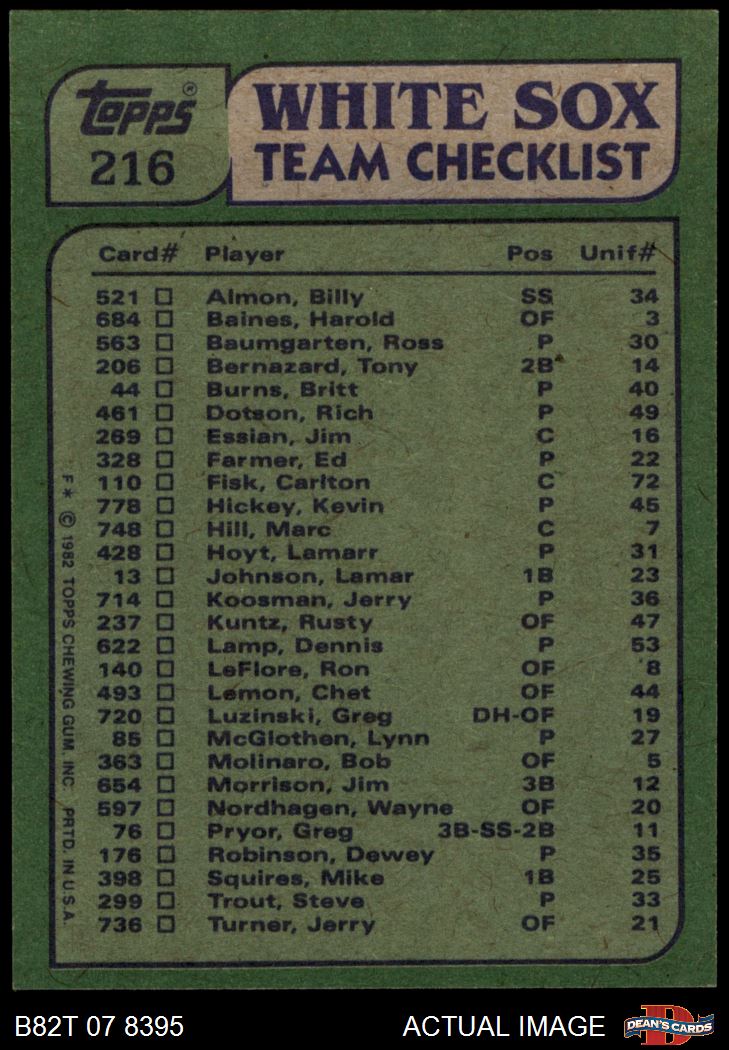 Topps®
216
WHITE SOX
TEAM CHECKLIST
Card# Player Pos Unif#
521 Almon, Billy SS 34
684 Baines, Harold OF 3
563 Baumgarten, Ross P 30
206 Bernazard, Tony 2B 14
44 Burns, Britt P 40
461 Dotson, Rich P 49
269 Essian, Jim C 16
328 Farmer, Ed P 22
110 Fisk, Carlton C 72
778 Hickey, Kevin P 45
748 Hill, Marc C 7
428 Hoyt, Lamarr P 31
13 Johnson, Lamar 1B 23
714 Koosman, Jerry P 36
237 Kuntz, Rusty OF 47
622 Lamp, Dennis P 53
140 LeFlore, Ron OF 8
493 Lemon, Chet OF 44
720 Luzinski, Greg DH-OF 19
85 McGlothen, Lynn P 27
363 Molinaro, Bob OF 5
654 Morrison, Jim 3B 12
597 Nordhagen, Wayne OF 20
76 Pryor, Greg 3B-SS-2B 11
176 Robinson, Dewey P 35
398 Squires, Mike 1B 25
299 Trout, Steve P 33
736 Turner, Jerry OF 21
F* © 1982 TOPPS CHEWING GUM, INC. PRTD. IN U.S.A.
B82T 07 8395 ACTUAL IMAGE
DEAN'S CARDS